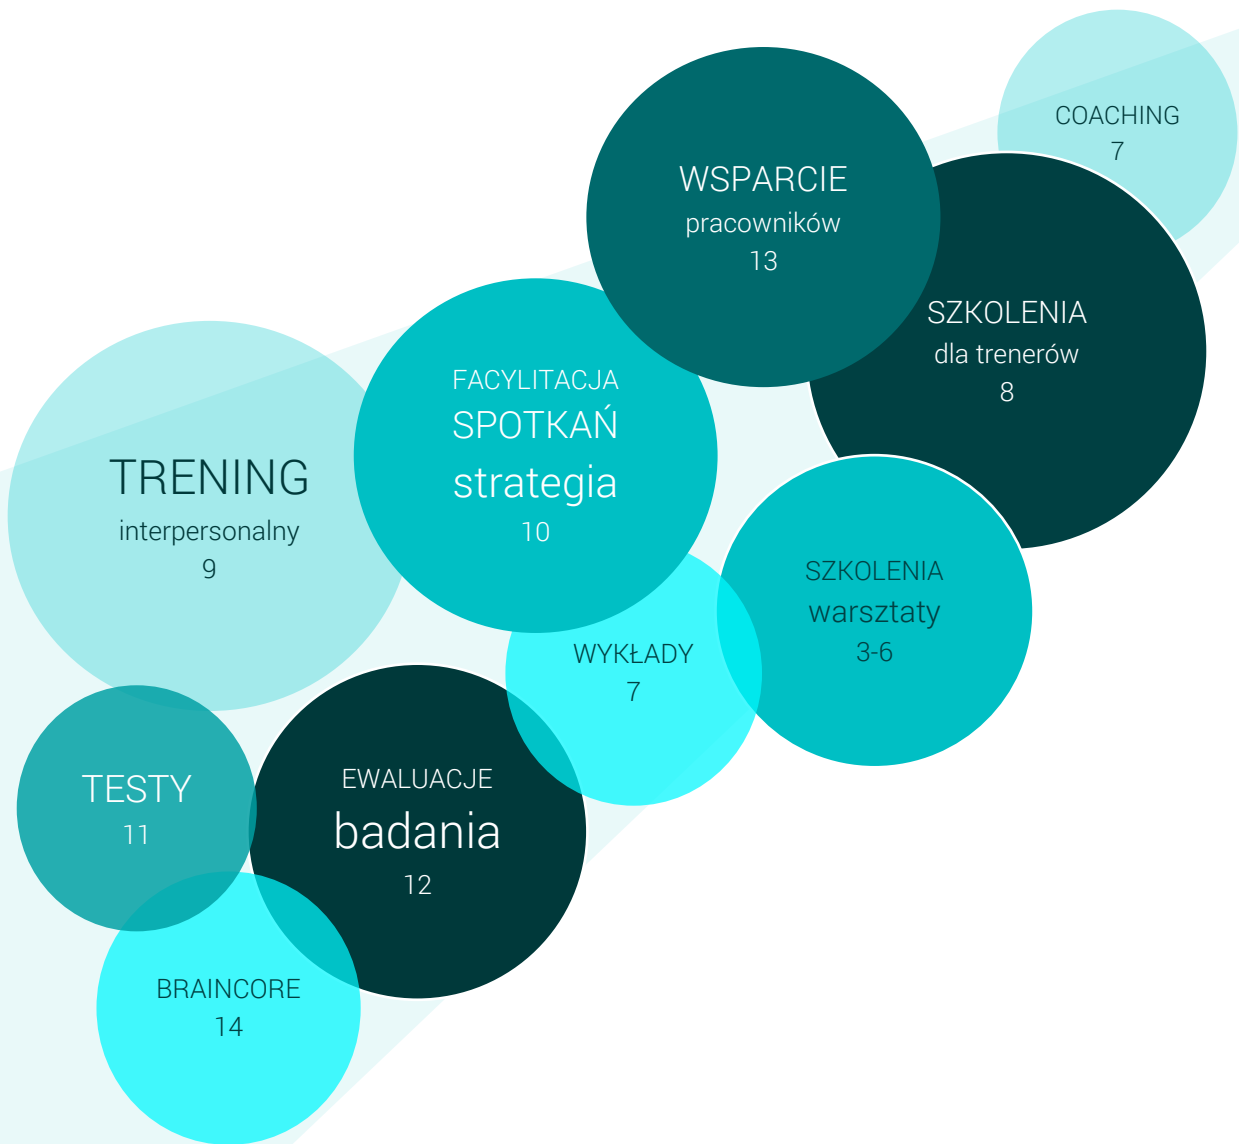 COACHING
7
WSPARCIE
pracowników
13
SZKOLENIA
dla trenerów
8
FACYLITACJA
SPOTKAŃ
strategia
10
TRENING
interpersonalny
9
SZKOLENIA
warsztaty
3-6
WYKŁADY
7
TESTY
11
EWALUACJE
badania
12
BRAINCORE
14